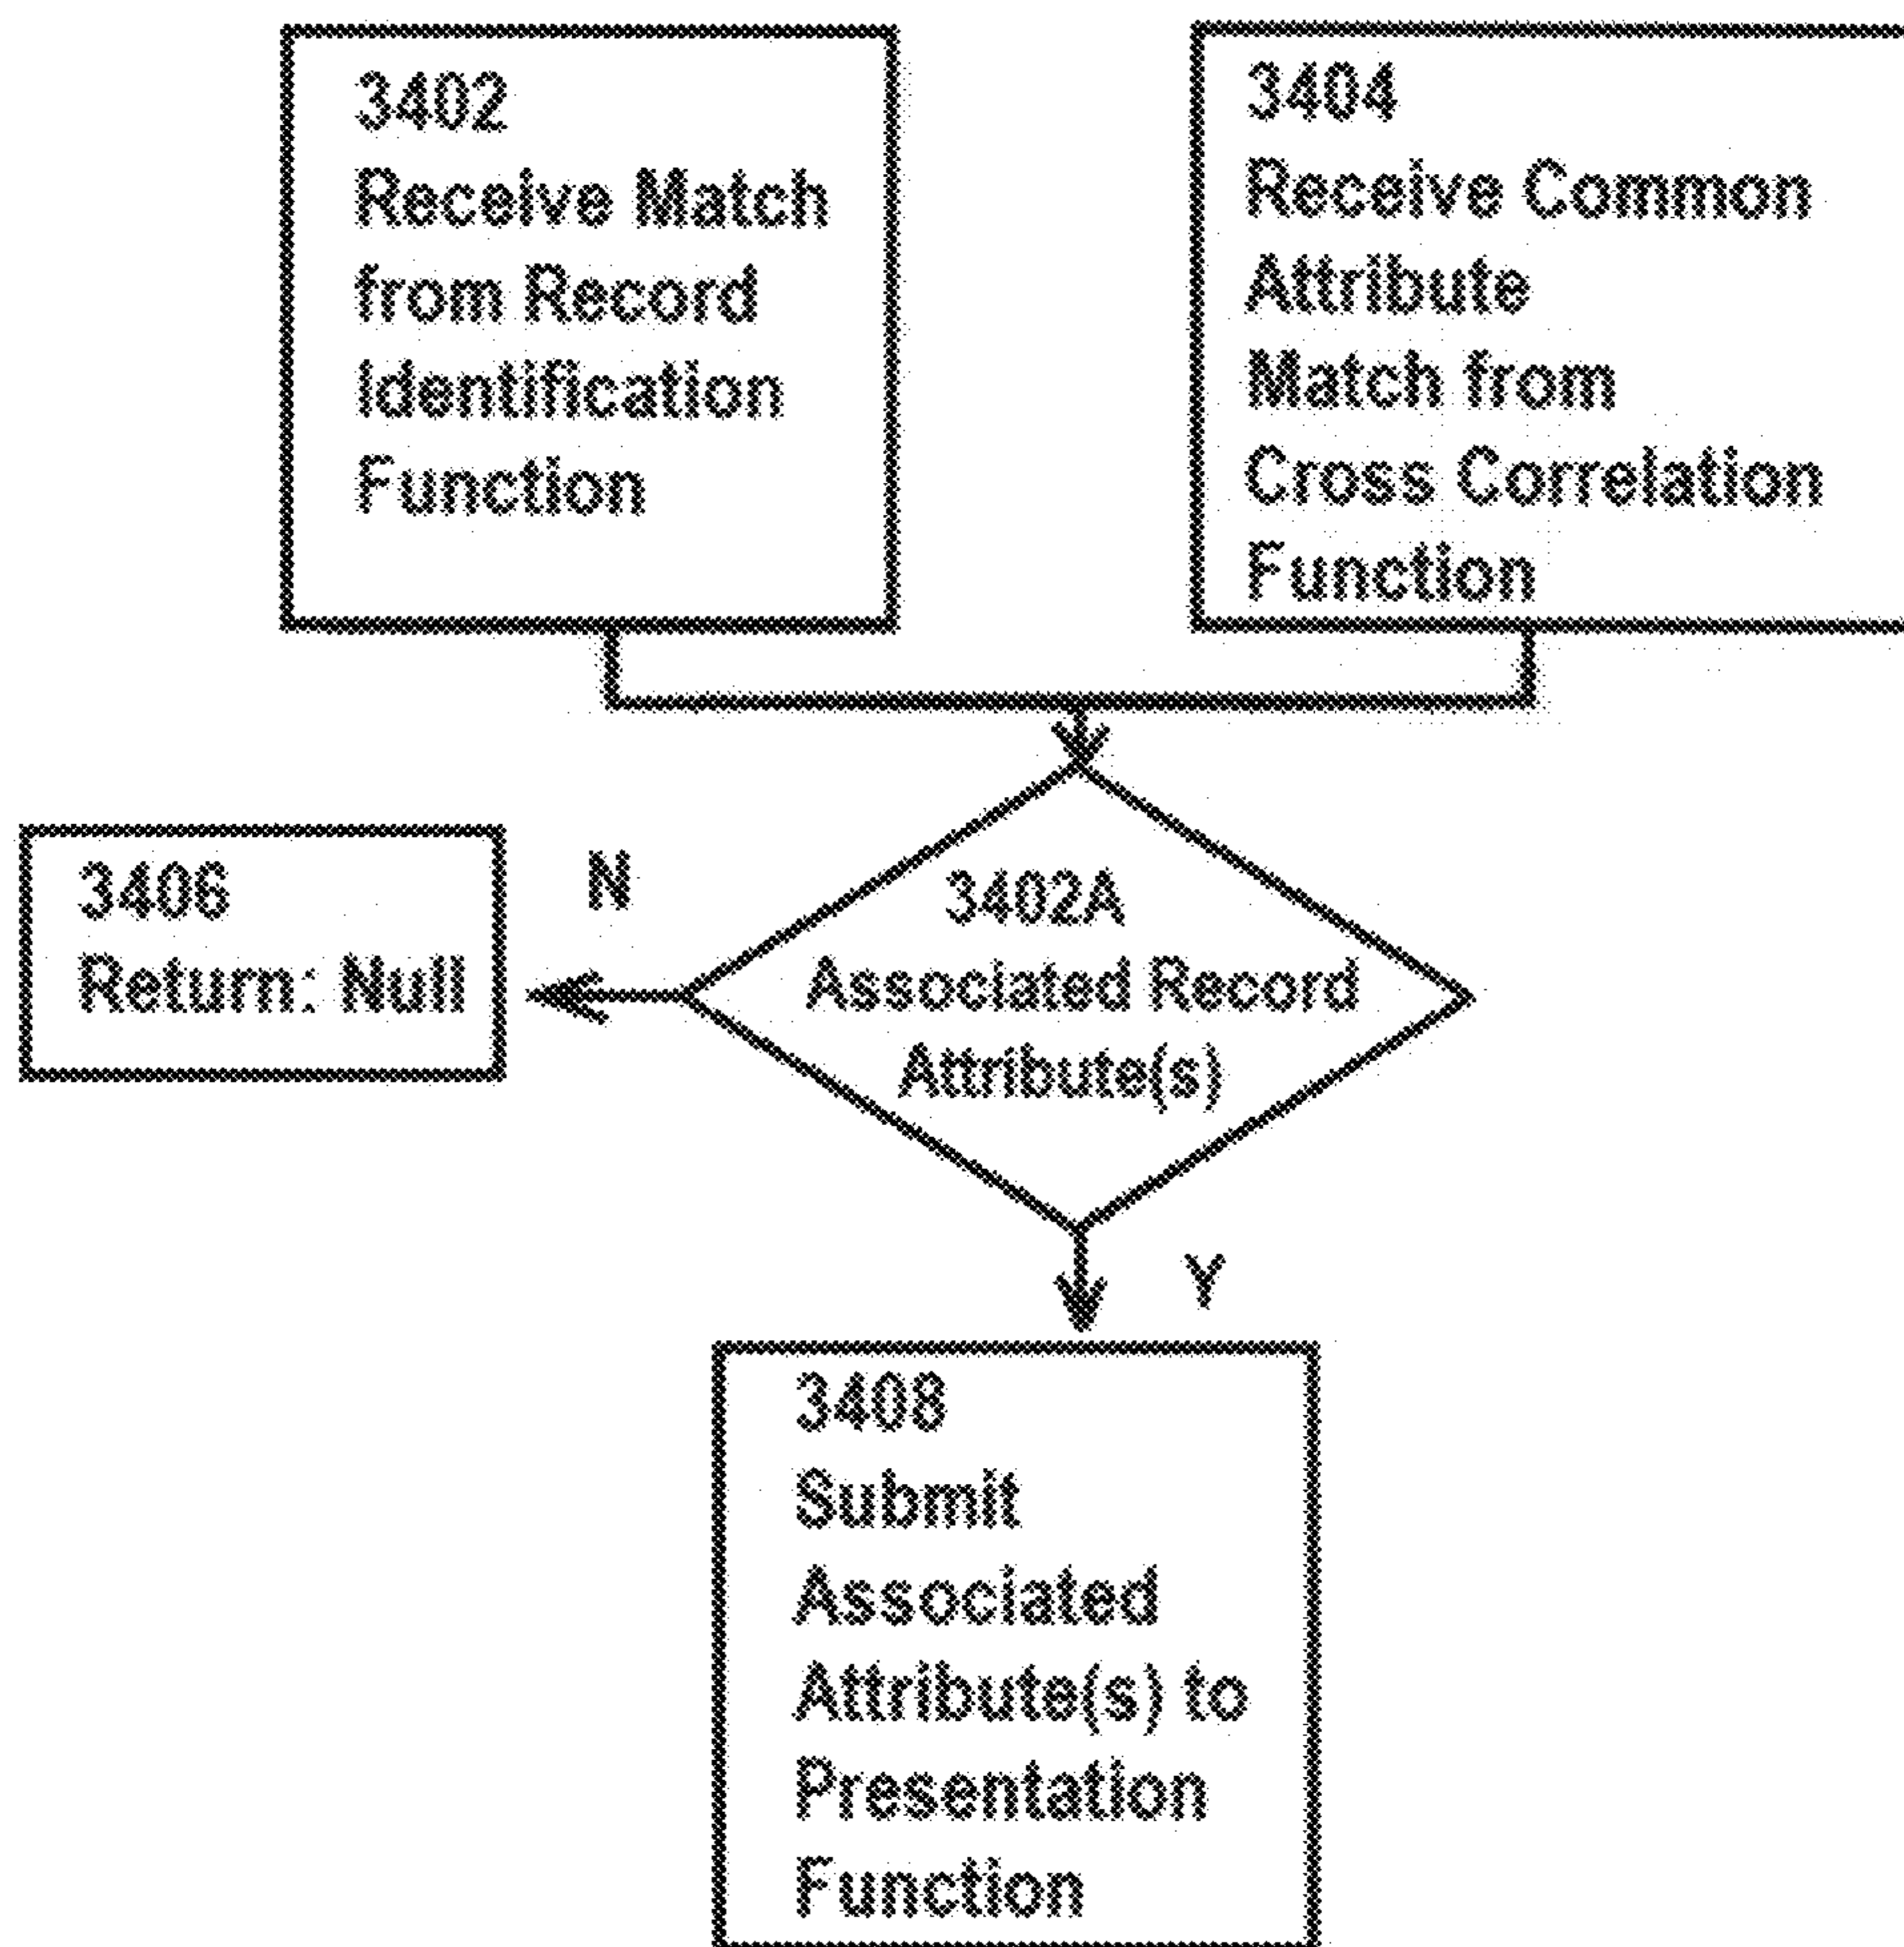 3402
Receive Match
from Record
Identification
Function
3404
Receive Common
Attribute
Match from
Cross Correlation
Function
3406
Return: Null
N
3402A
Associated Record
Attribute(s)
Y
3408
Submit
Associated
Attribute(s) to
Presentation
Function